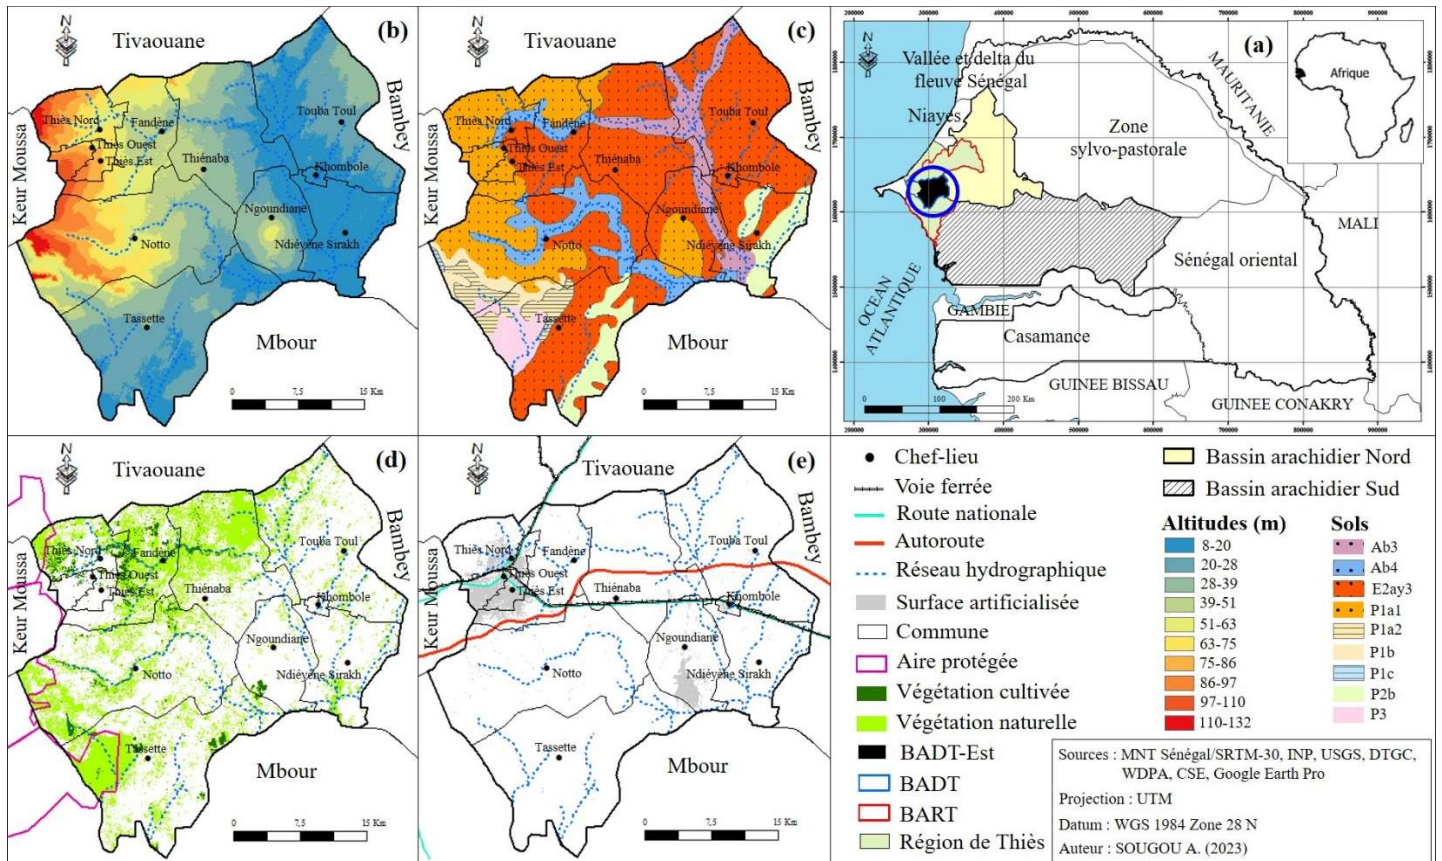 (b)
N
Tivaouane
Bambey
Keur Moussa
Thiès Nord
Fandène
Touba Toul
Thiès Ouest
Thiès Est
Thiénaba
Khombole
Ngoundiane
Notto
Ndiéyène Sirakh
Tassette
Mbour
0 7,5 15 Km
(c)
N
Tivaouane
Bambey
Keur Moussa
Thiès Nord
Fandène
Touba Toul
Thiès Ouest
Thiès Est
Thiénaba
Khombole
Ngoundiane
Notto
Ndiéyène Sirakh
Tassette
Mbour
0 7,5 15 Km
(a)
N
Vallée et delta du
fleuve Sénégal
MAURITANIE
Afrique
Niayes
Zone
sylvo-pastorale
MALI
Sénégal oriental
OCEAN
ATLANTIQUE
GAMBIE
Casamance
GUINEE BISSAU
GUINEE CONAKRY
0 100 200 Km
200000 300000 400000 500000 600000 700000 800000 900000
(d)
N
Tivaouane
Bambey
Keur Moussa
Thiès Nord
Fandène
Touba Toul
Thiès Ouest
Thiès Est
Thiénaba
Khombole
Ngoundiane
Notto
Ndiéyène Sirakh
Tassette
Mbour
0 7,5 15 Km
(e)
N
Tivaouane
Bambey
Keur Moussa
Thiès Nord
Fandène
Touba Toul
Thiès Ouest
Thiès Est
Thiénaba
Khombole
Ngoundiane
Notto
Ndiéyène Sirakh
Tassette
Mbour
0 7,5 15 Km
Chef-lieu
Voie ferrée
Route nationale
Autoroute
Réseau hydrographique
Surface artificialisée
Commune
Aire protégée
Végétation cultivée
Végétation naturelle
BADT-Est
BADT
BART
Région de Thiès
Bassin arachidier Nord
Bassin arachidier Sud
Altitudes (m)
8-20
20-28
28-39
39-51
51-63
63-75
75-86
86-97
97-110
110-132
Sols
Ab3
Ab4
E2ay3
P1a1
P1a2
P1b
P1c
P2b
P3
Sources : MNT Sénégal/SRTM-30, INP, USGS, DTGC,
WDPA, CSE, Google Earth Pro
Projection : UTM
Datum : WGS 1984 Zone 28 N
Auteur : SOUGOU A. (2023)